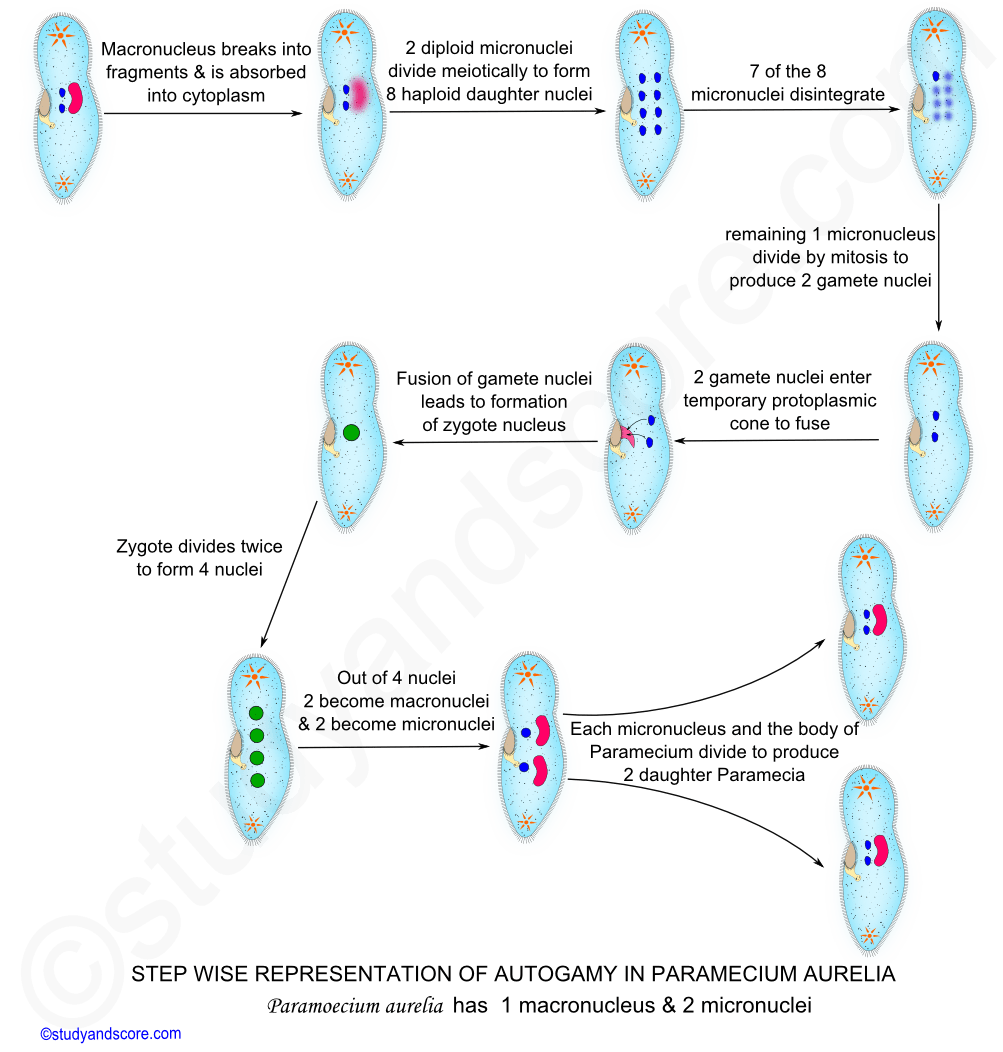 Macronucleus breaks into
fragments & is absorbed
into cytoplasm
2 diploid micronuclei
divide meiotically to form
8 haploid daughter nuclei
7 of the 8
micronuclei disintegrate
remaining 1 micronucleus
divide by mitosis to
produce 2 gamete nuclei
2 gamete nuclei enter
temporary protoplasmic
cone to fuse
Fusion of gamete nuclei
leads to formation
of zygote nucleus
Zygote divides twice
to form 4 nuclei
Out of 4 nuclei
2 become macronuclei
& 2 become micronuclei
Each micronucleus and the body of
Paramecium divide to produce
2 daughter Paramecia
STEP WISE REPRESENTATION OF AUTOGAMY IN PARAMECIUM AURELIA
Paramoecium aurelia has 1 macronucleus & 2 micronuclei
©studyandscore.com
©studyandscore.com